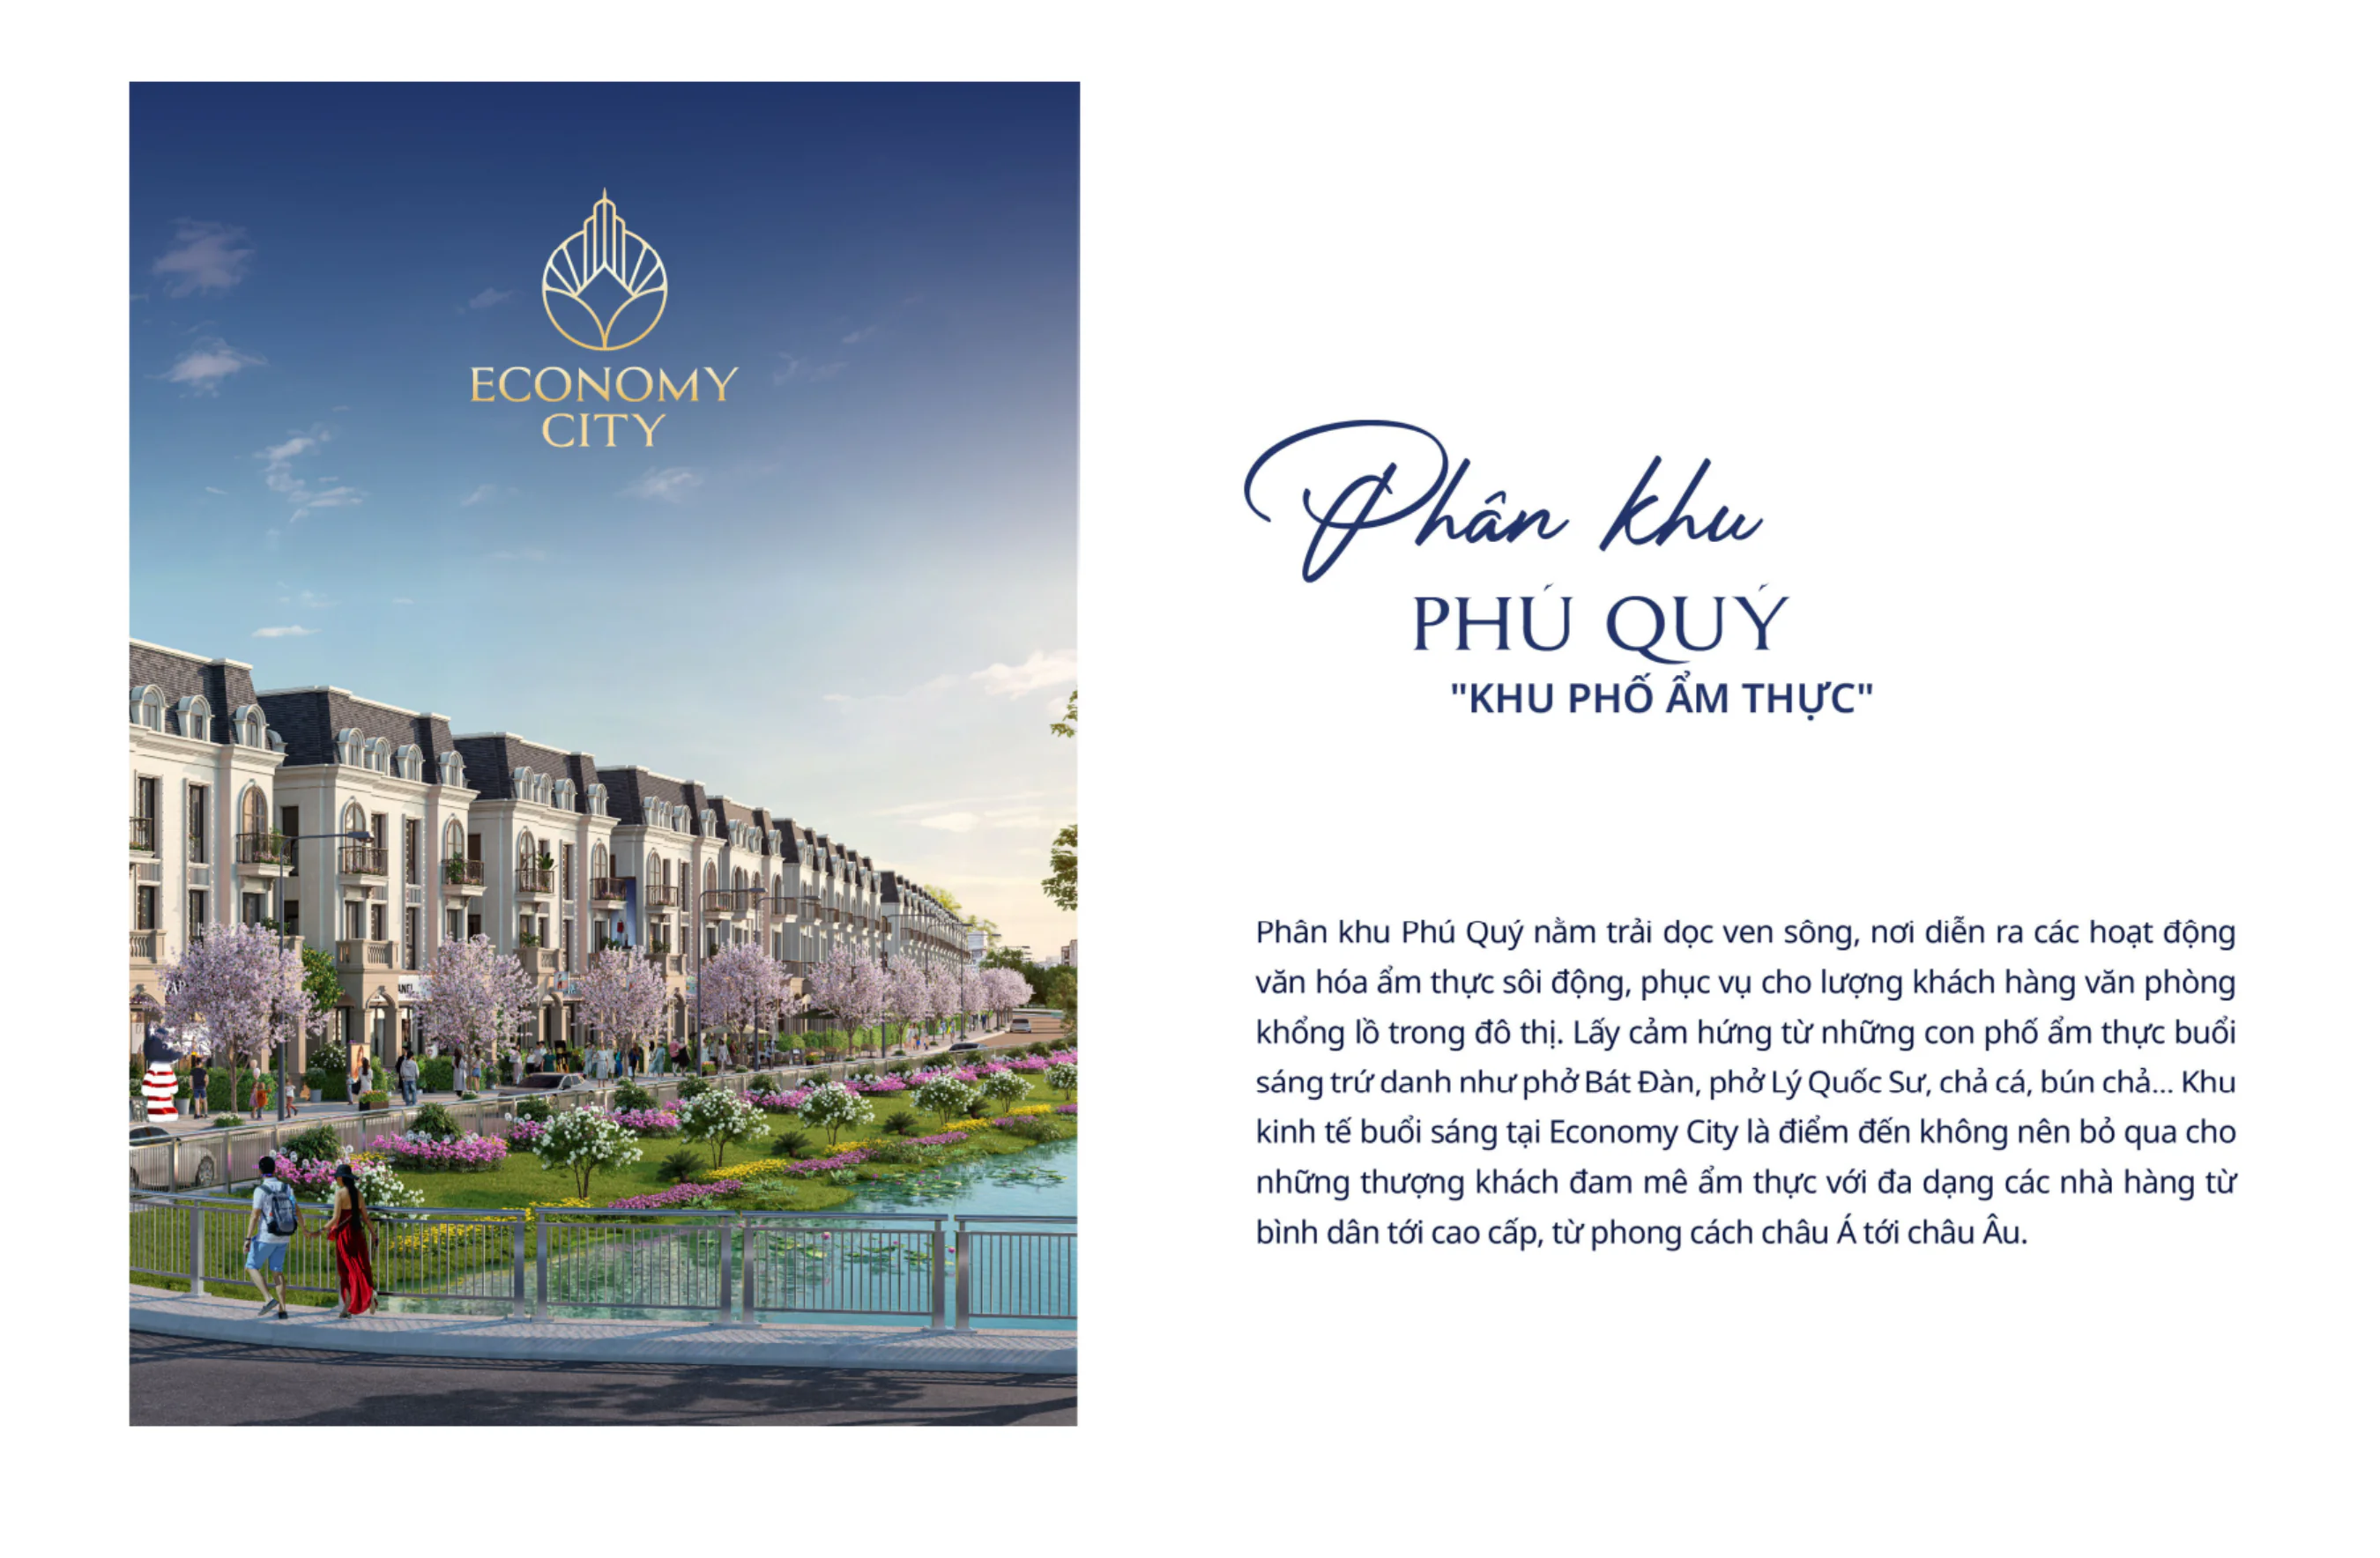 ECONOMY
CITY
Phân khu
PHÚ QUÝ
"KHU PHỐ ẨM THỰC"
Phân khu Phú Quý nằm trải dọc ven sông, nơi diễn ra các hoạt động
văn hóa ẩm thực sôi động, phục vụ cho lượng khách hàng văn phòng
khổng lồ trong đô thị. Lấy cảm hứng từ những con phố ẩm thực buổi
sáng trứ danh như phở Bát Đàn, phở Lý Quốc Sư, chả cá, bún chả... Khu
kinh tế buổi sáng tại Economy City là điểm đến không nên bỏ qua cho
những thượng khách đam mê ẩm thực với đa dạng các nhà hàng từ
bình dân tới cao cấp, từ phong cách châu Á tới châu Âu.